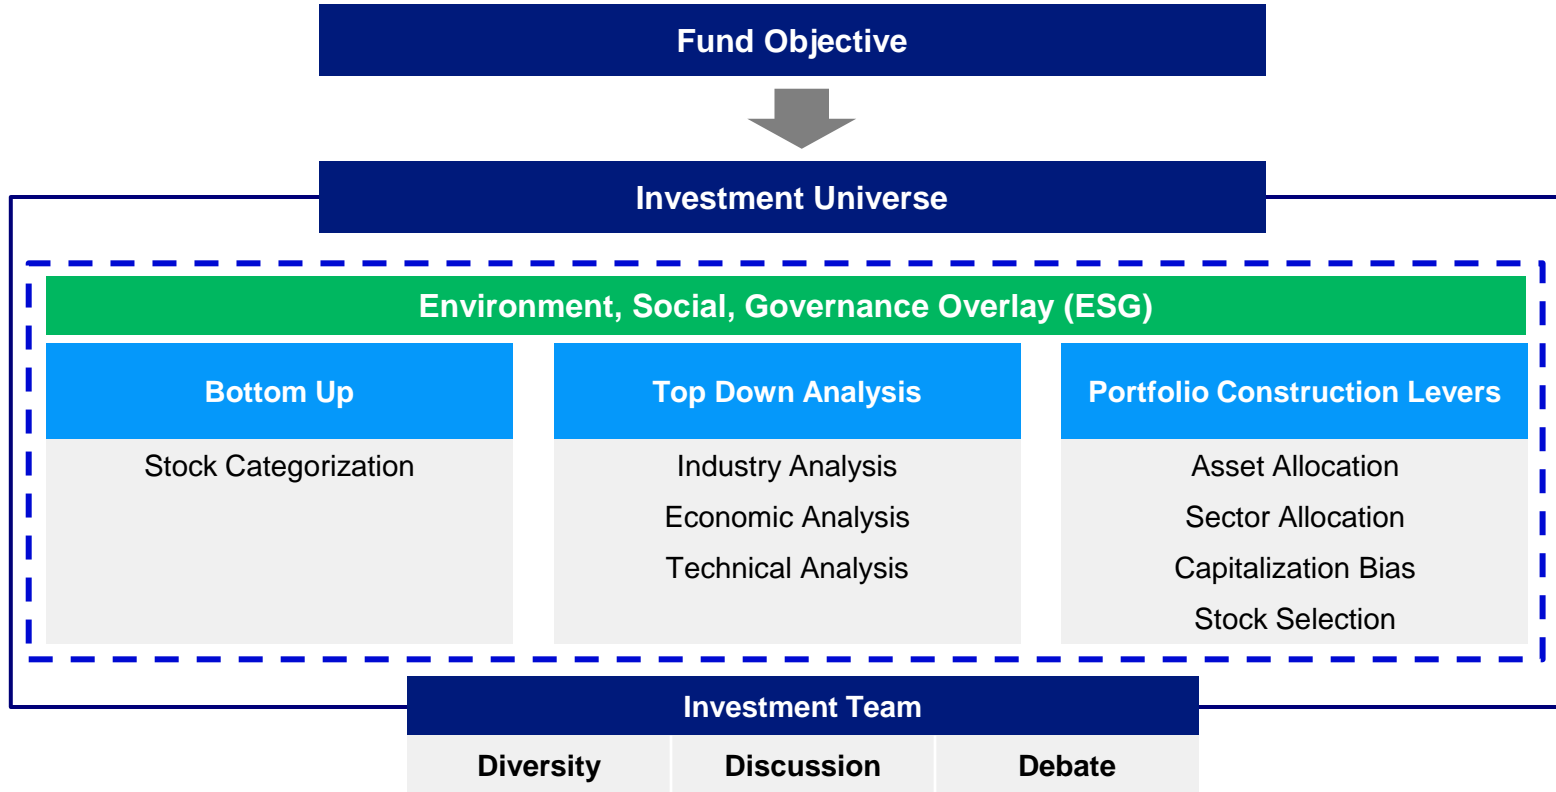 Fund Objective
Investment Universe
Environment, Social, Governance Overlay (ESG)
Bottom Up
Stock Categorization
Top Down Analysis
Industry Analysis
Economic Analysis
Technical Analysis
Portfolio Construction Levers
Asset Allocation
Sector Allocation
Capitalization Bias
Stock Selection
Investment Team
Diversity
Discussion
Debate